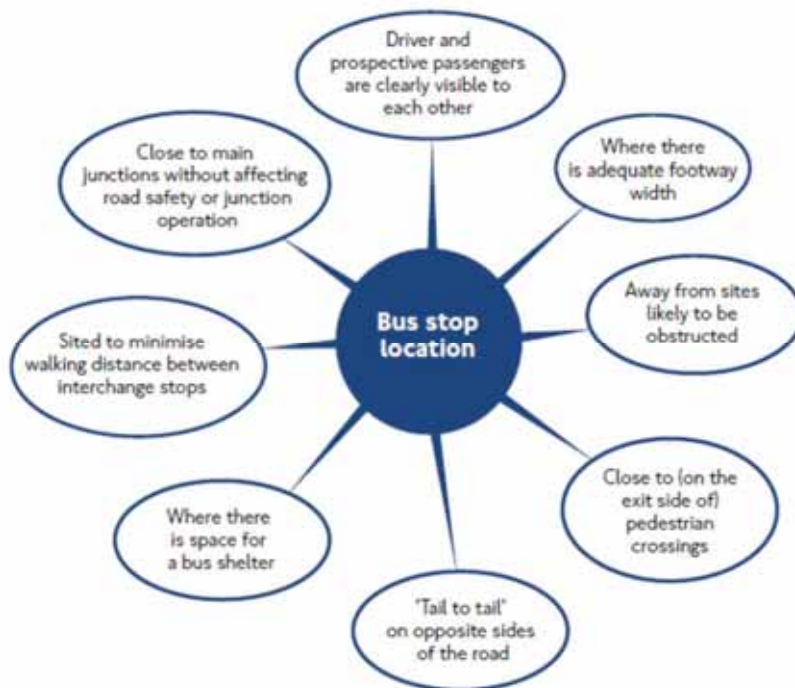 Driver and
prospective passengers
are clearly visible to
each other
Close to main
junctions without affecting
road safety or junction
operation
Where there
is adequate footway
width
Bus stop
location
Away from sites
likely to be
obstructed
Sited to minimise
walking distance between
interchange stops
Close to (on the
exit side of)
pedestrian
crossings
Where there
is space for
a bus shelter
"Tail to tail"
on opposite sides
of the road